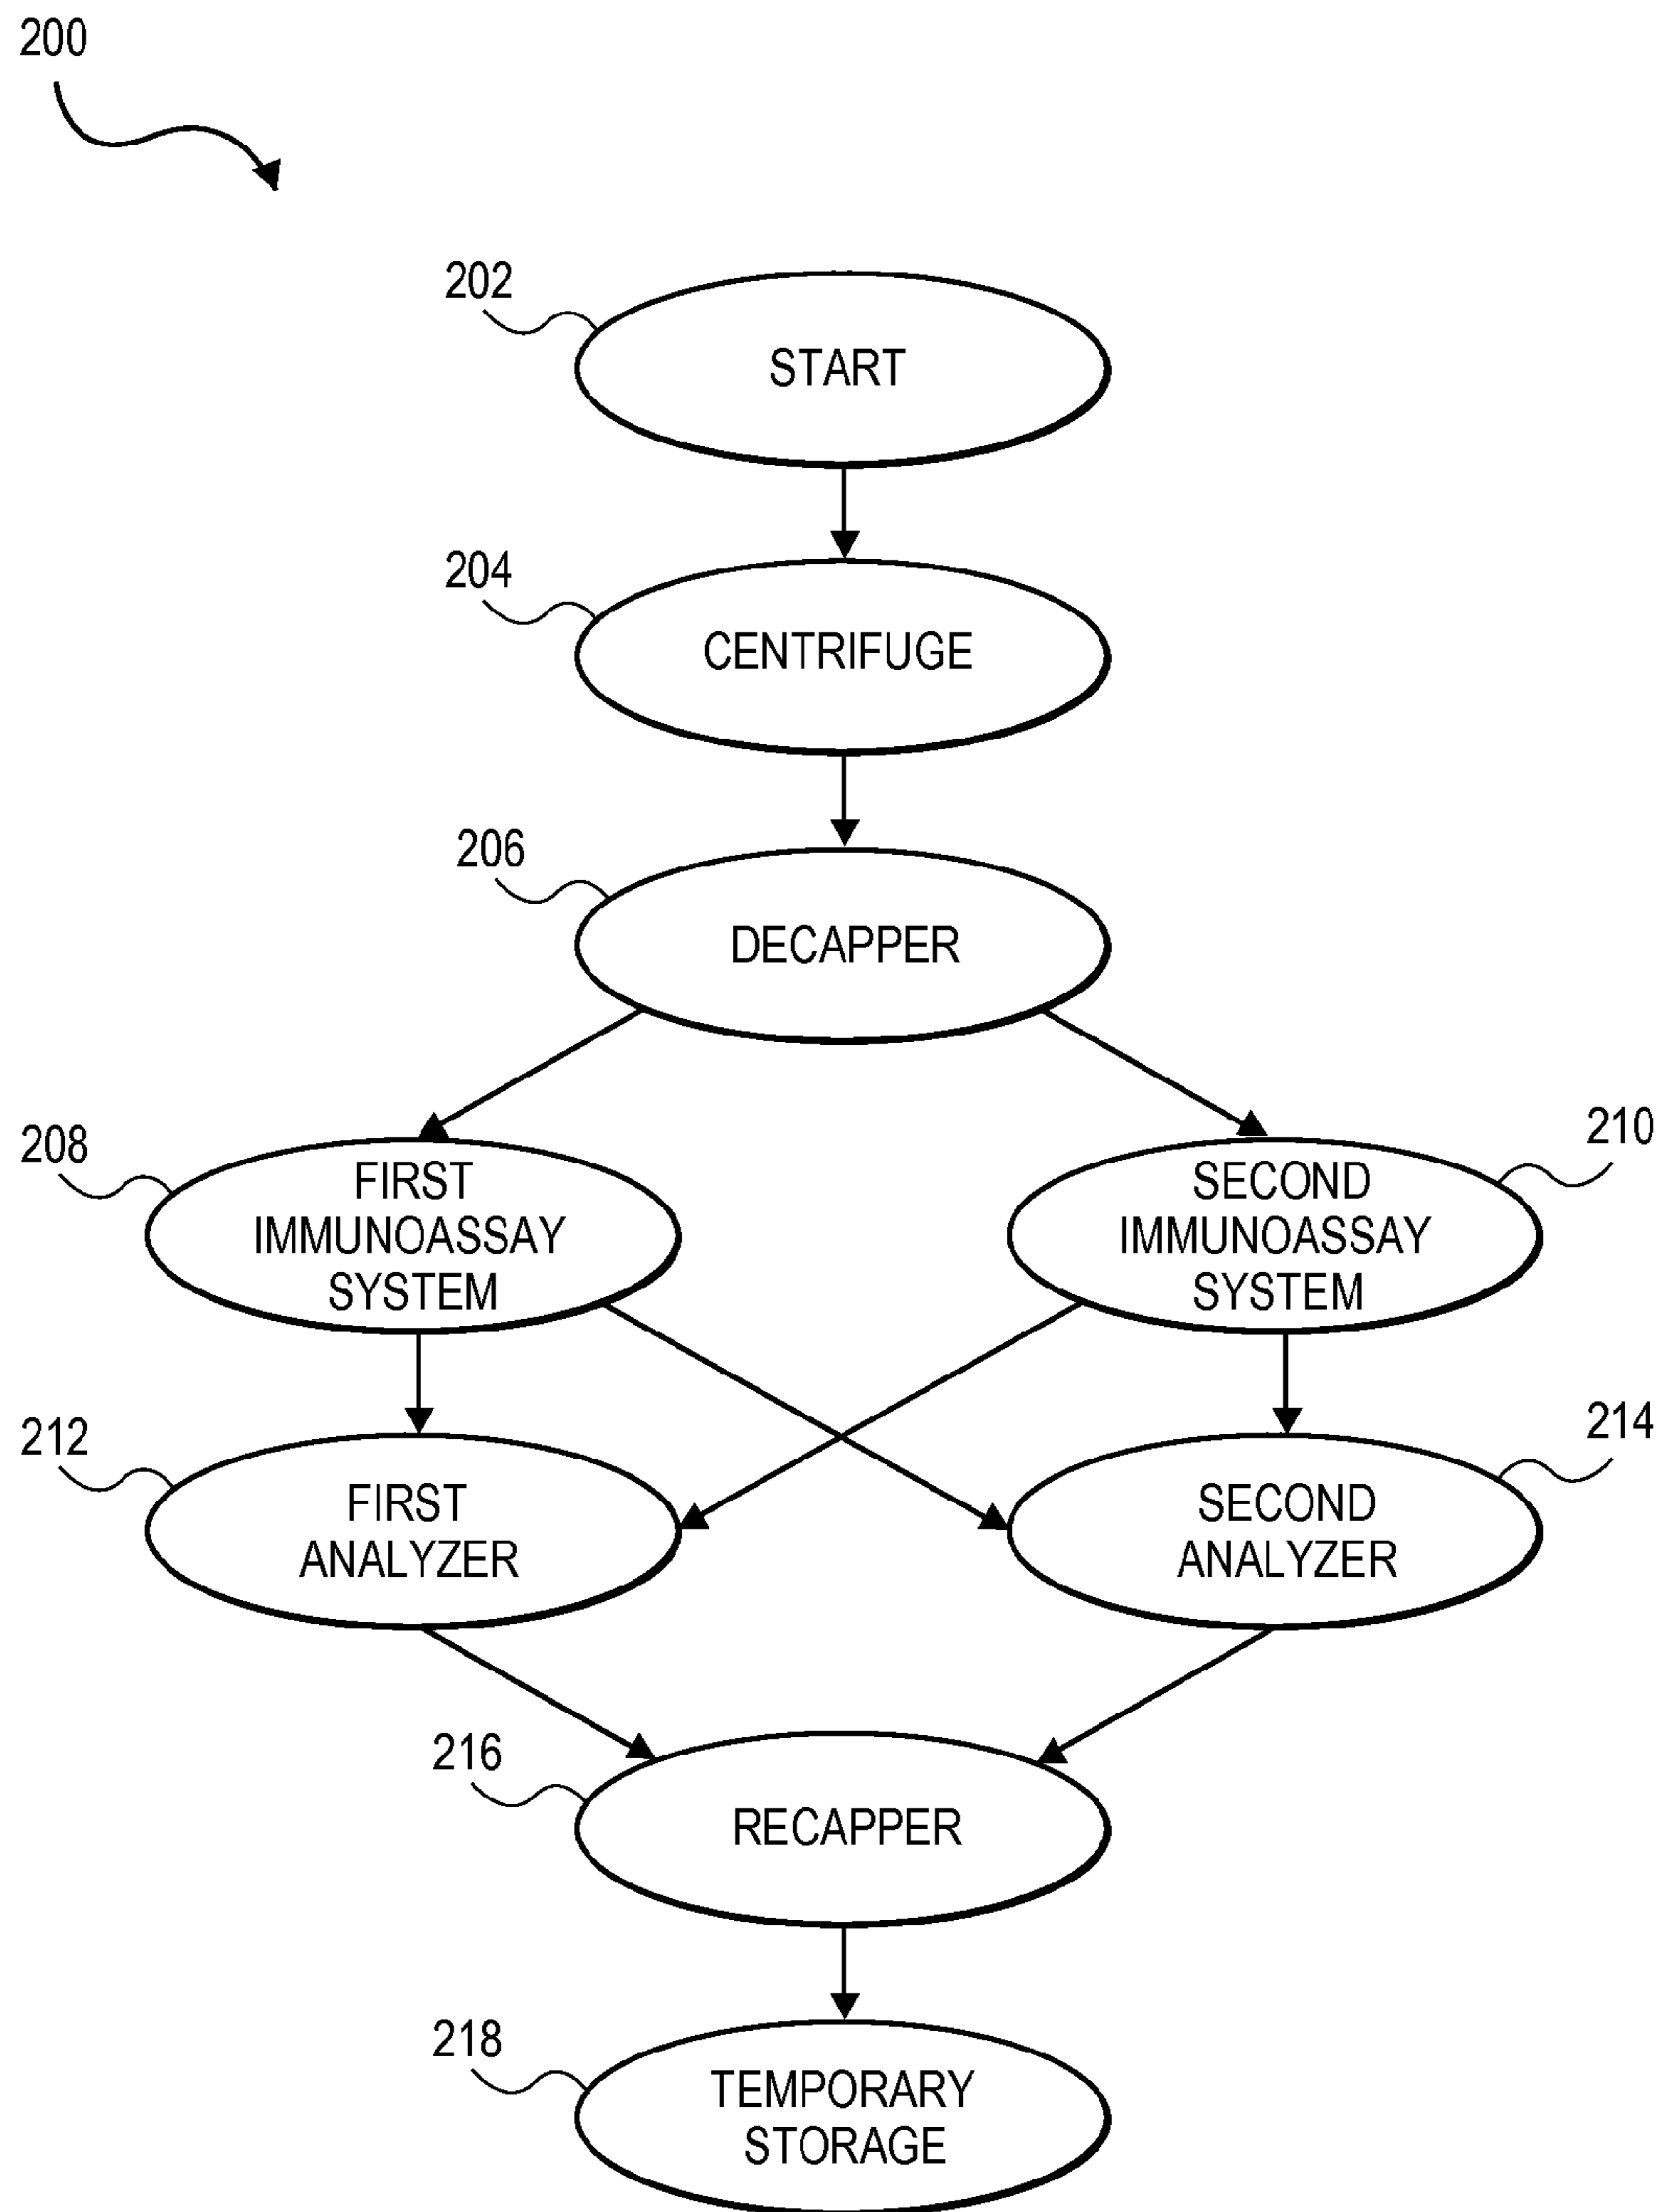 200
202
START
204
CENTRIFUGE
206
DECAPPER
208
FIRST
IMMUNOASSAY
SYSTEM
210
SECOND
IMMUNOASSAY
SYSTEM
212
FIRST
ANALYZER
214
SECOND
ANALYZER
216
RECAPPER
218
TEMPORARY
STORAGE